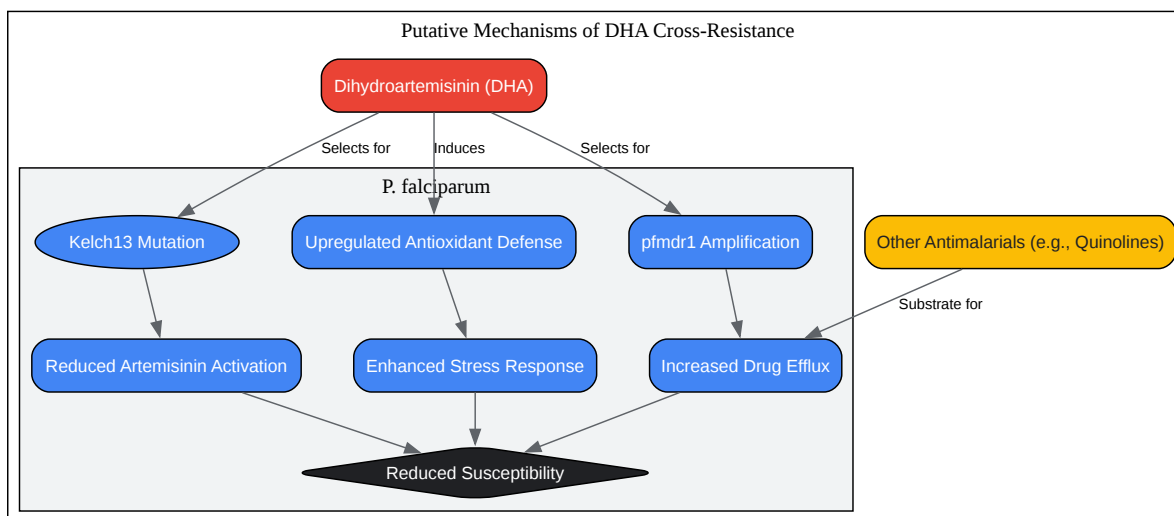 Putative Mechanisms of DHA Cross-Resistance
Dihydroartemisinin (DHA)
Selects for
Induces
Selects for
P. falciparum
Kelch13 Mutation
Upregulated Antioxidant Defense
pfmdr1 Amplification
Other Antimalarials (e.g., Quinolines)
Substrate for
Reduced Artemisinin Activation
Enhanced Stress Response
Increased Drug Efflux
Reduced Susceptibility